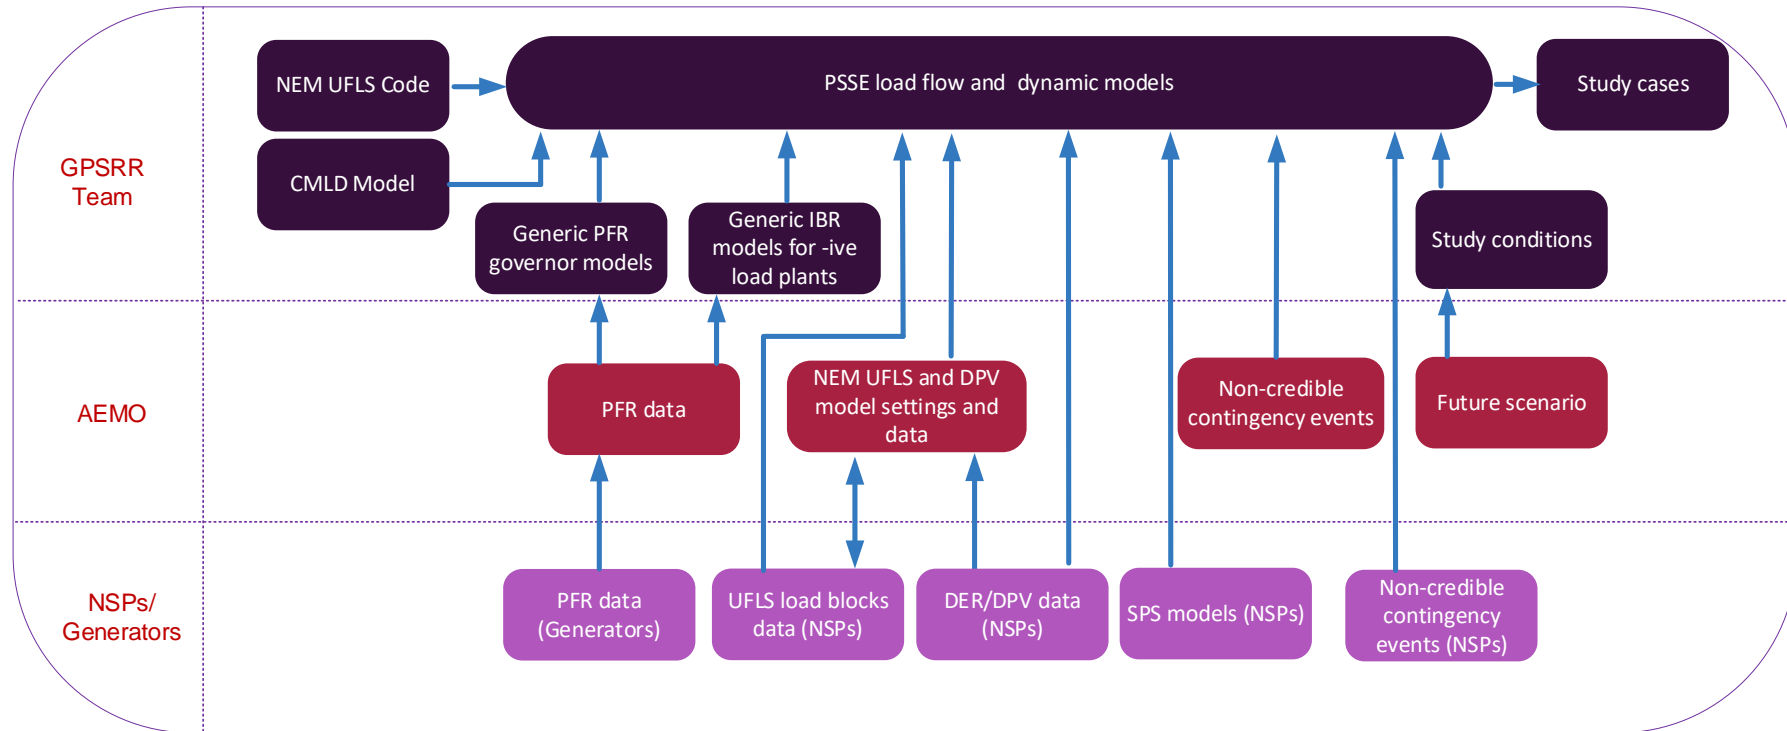 NEM UFLS Code
PSSE load flow and  dynamic models
Study cases
GPSRR
Team
CMLD Model
Generic PFR
governor models
Generic IBR
models for -ive
load plants
Study conditions
AEMO
PFR data
NEM UFLS and DPV
model settings and
data
Non-credible
contingency events
Future scenario
NSPs/
Generators
PFR data
(Generators)
UFLS load blocks
data (NSPs)
DER/DPV data
(NSPs)
SPS models (NSPs)
Non-credible
contingency
events (NSPs)